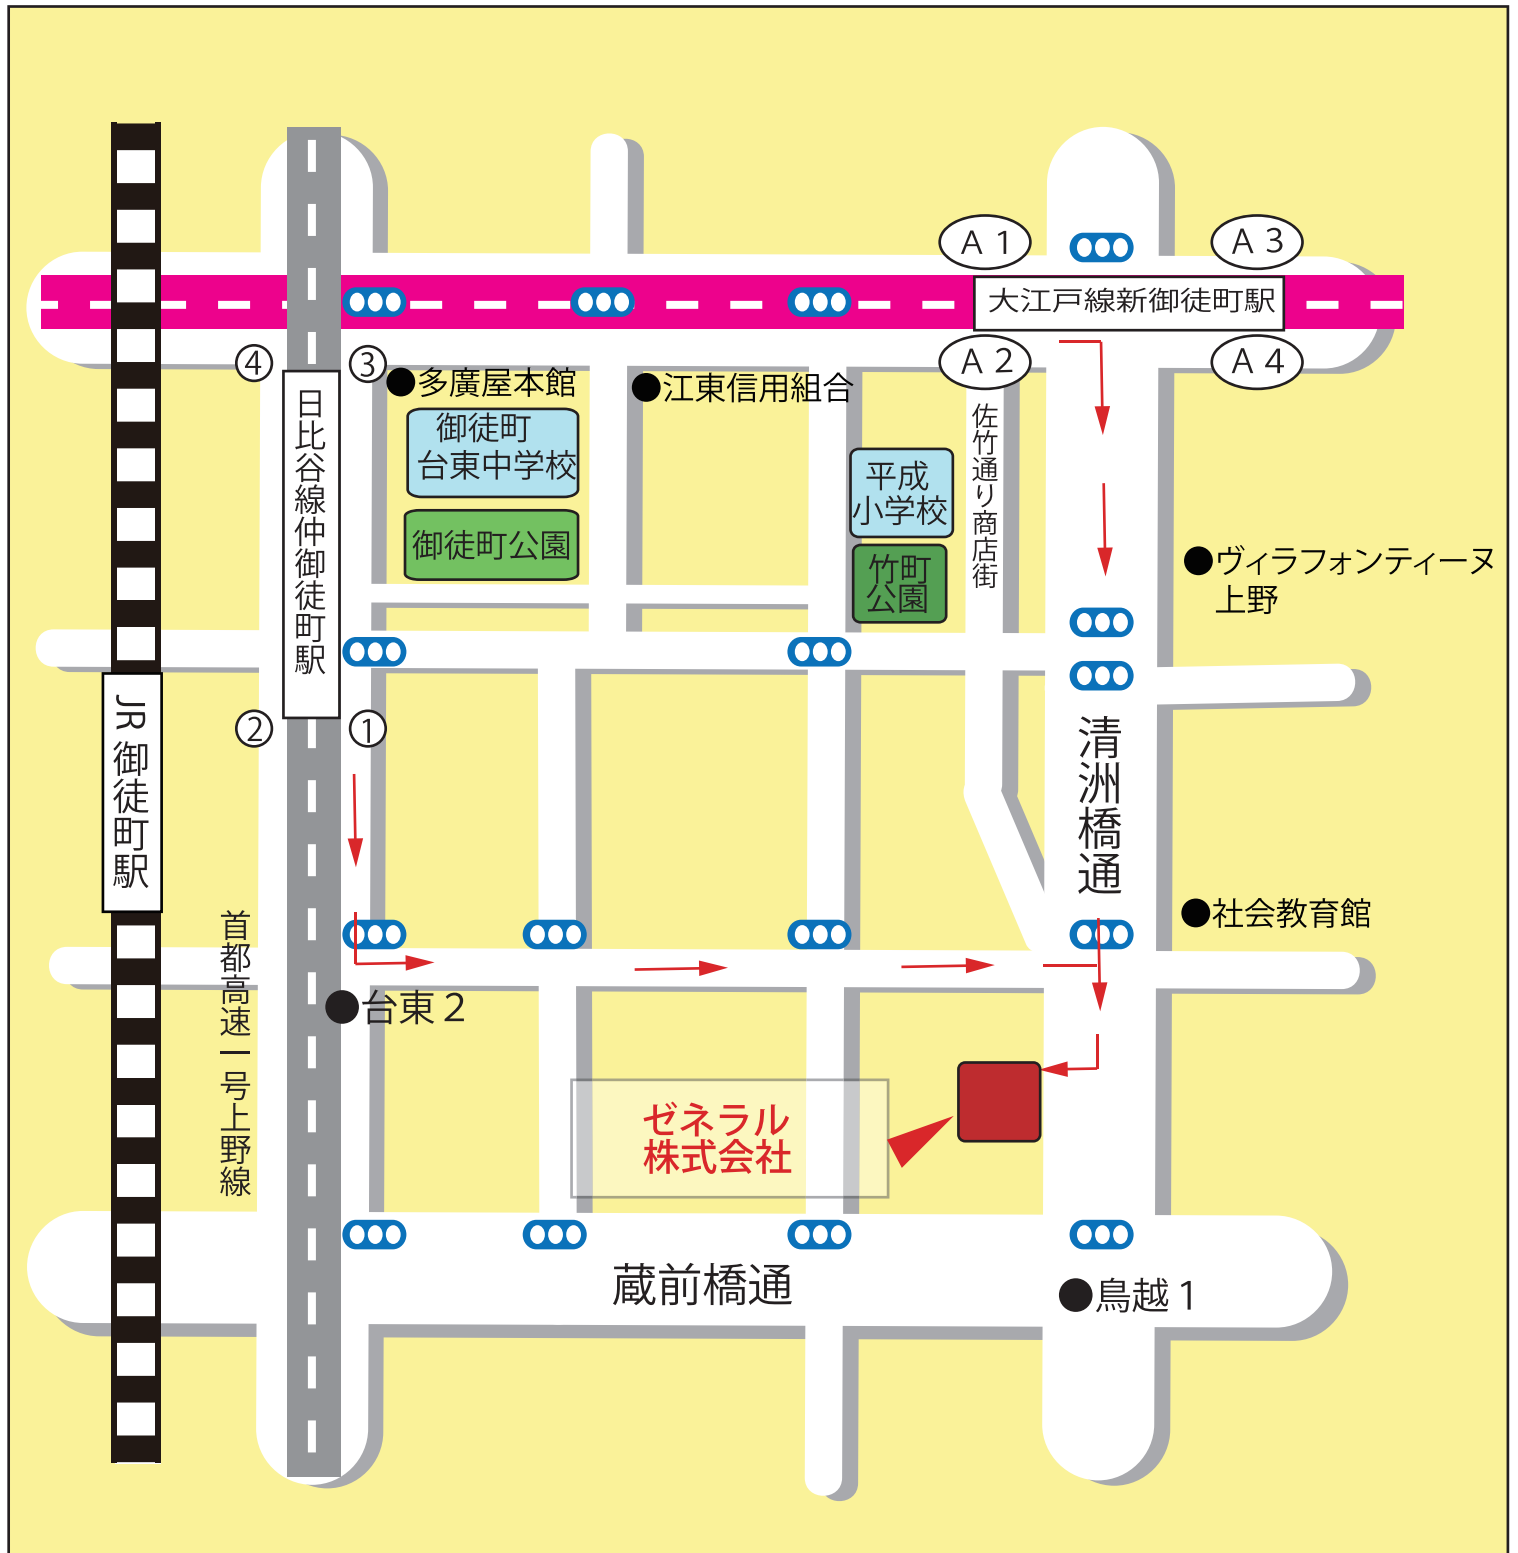 A 1
A 3
大江戸線新御徒町駅
4
3
A 2
A 4
多廣屋本館
江東信用組合
日比谷線仲御徒町駅
御徒町
台東中学校
佐竹通り商店街
平成
小学校
御徒町公園
竹町
公園
ヴィラフォンティーヌ
上野
JR 御徒町駅
2
1
清洲橋通
社会教育館
首都高速一号上野線
台東２
ゼネラル
株式会社
蔵前橋通
鳥越１